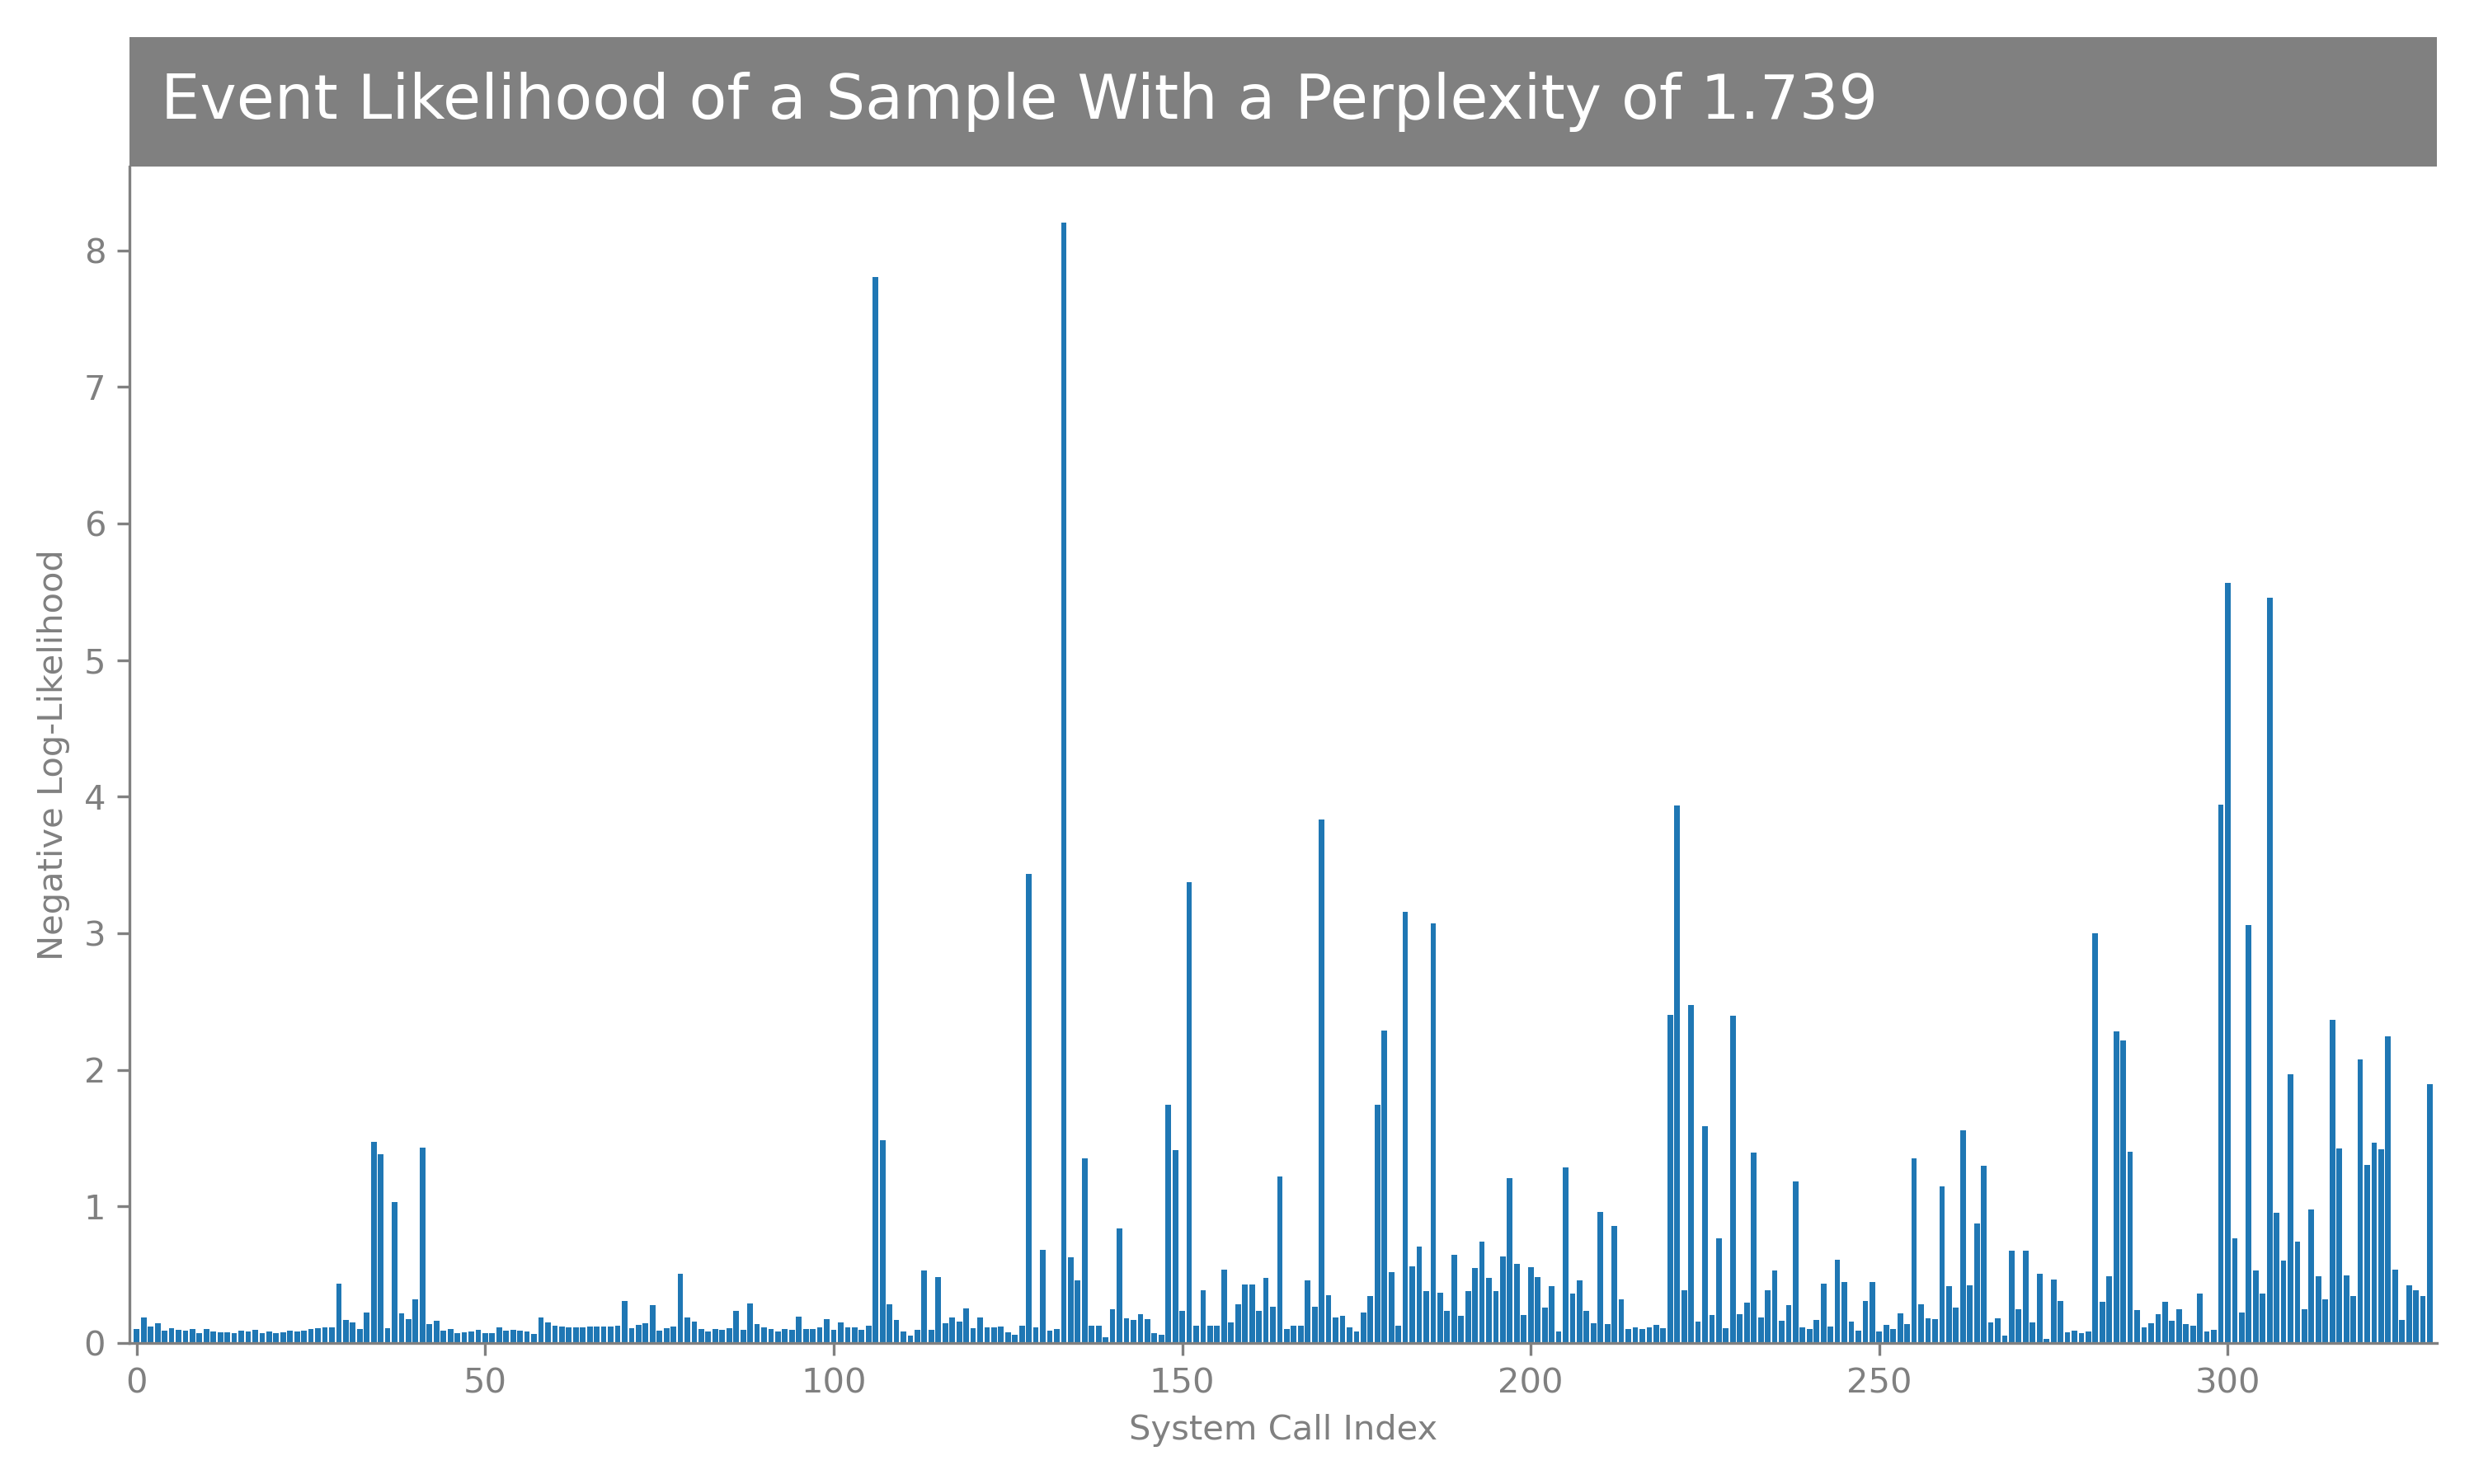 Event Likelihood of a Sample With a Perplexity of 1.739
8
7
6
5
4
3
2
1
0
Negative Log-Likelihood
0 50 100 150 200 250 300
System Call Index